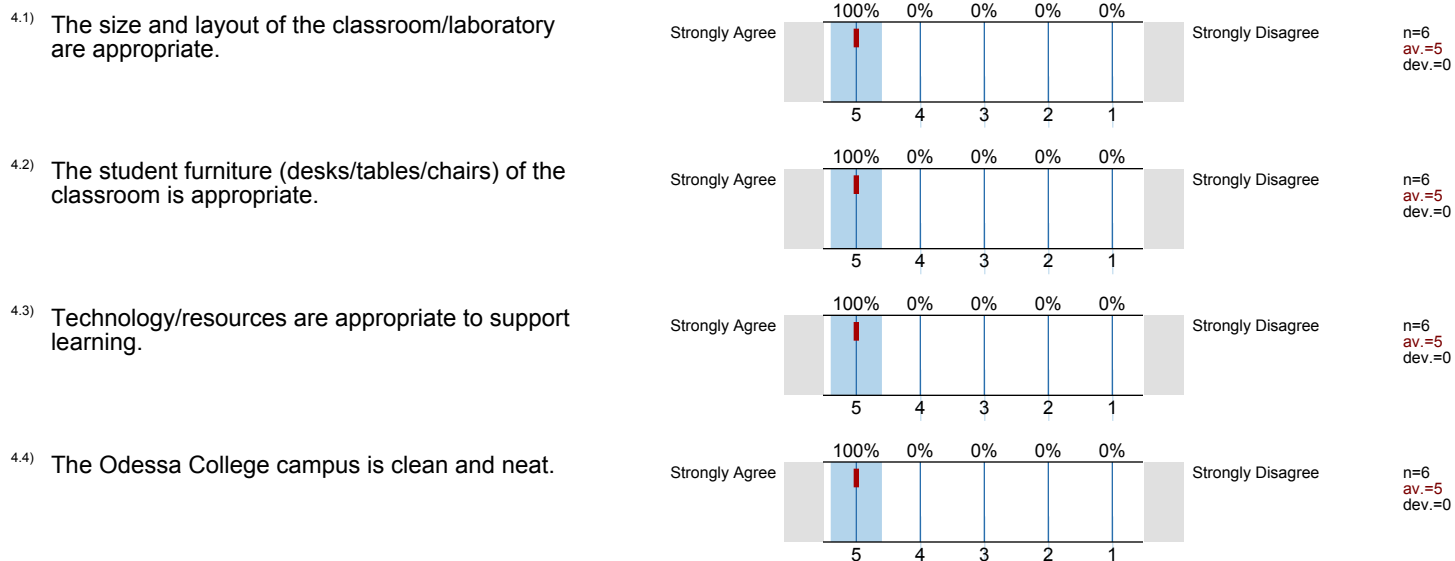 4.1) The size and layout of the classroom/laboratory
are appropriate.
100% 0% 0% 0% 0%
Strongly Agree
Strongly Disagree
5 4 3 2 1
n=6
av.=5
dev.=0
4.2) The student furniture (desks/tables/chairs) of the
classroom is appropriate.
100% 0% 0% 0% 0%
Strongly Agree
Strongly Disagree
5 4 3 2 1
n=6
av.=5
dev.=0
4.3) Technology/resources are appropriate to support
learning.
100% 0% 0% 0% 0%
Strongly Agree
Strongly Disagree
5 4 3 2 1
n=6
av.=5
dev.=0
4.4) The Odessa College campus is clean and neat.
100% 0% 0% 0% 0%
Strongly Agree
Strongly Disagree
5 4 3 2 1
n=6
av.=5
dev.=0